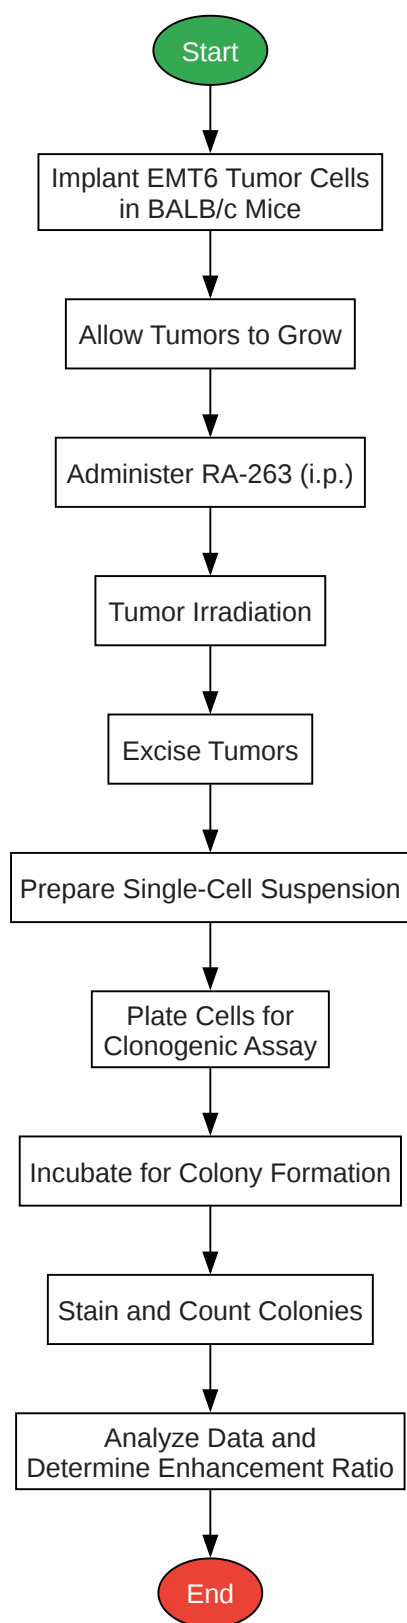 Start
Implant EMT6 Tumor Cells
in BALB/c Mice
Allow Tumors to Grow
Administer RA-263 (i.p.)
Tumor Irradiation
Excise Tumors
Prepare Single-Cell Suspension
Plate Cells for
Clonogenic Assay
Incubate for Colony Formation
Stain and Count Colonies
Analyze Data and
Determine Enhancement Ratio
End